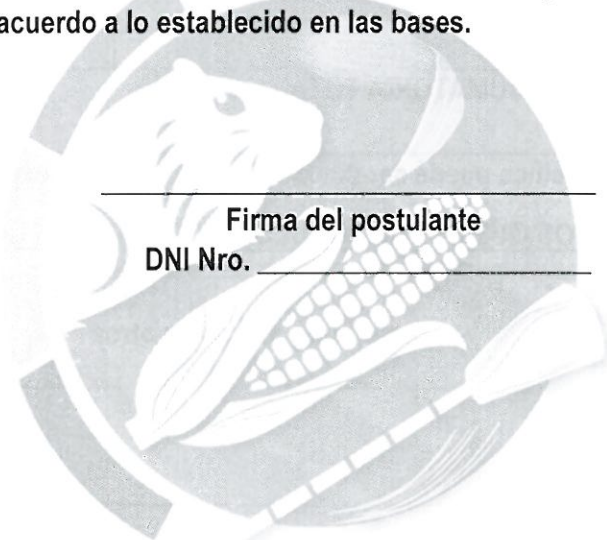 acuerdo a lo establecido en las bases.
Firma del postulante
DNI Nro.